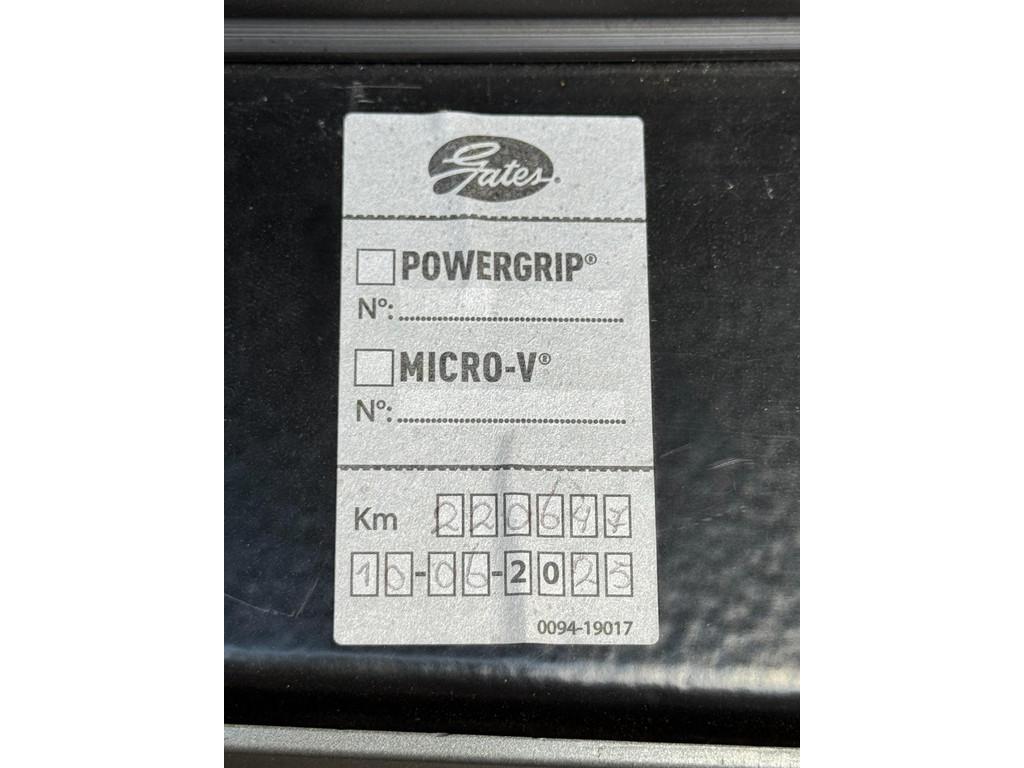 Gates®
POWERGRIP®
Nº:
MICRO-V®
Nº:
Km 220647
10-06-2025
0094-19017